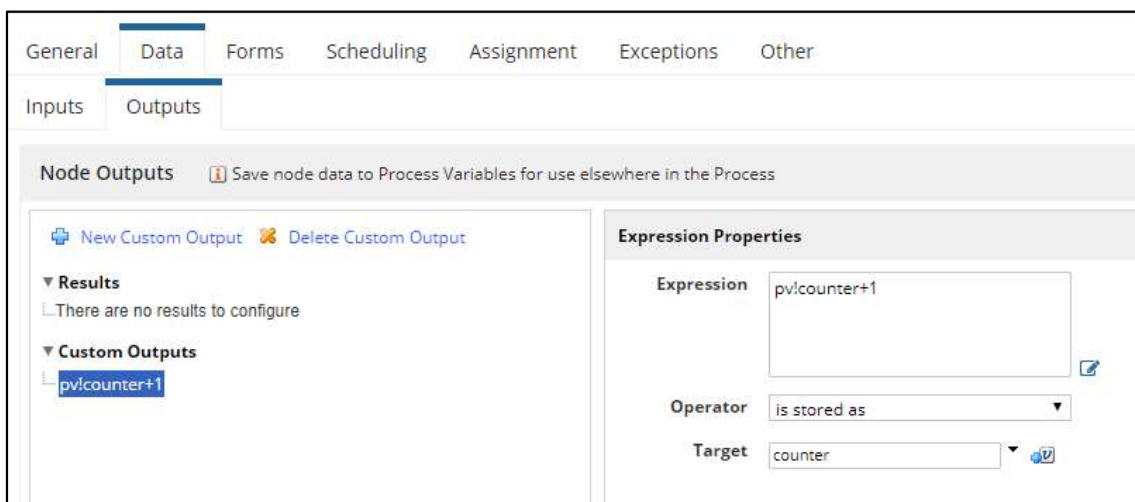 General Data Forms Scheduling Assignment Exceptions Other
Inputs Outputs
Node Outputs Save node data to Process Variables for use elsewhere in the Process
New Custom Output Delete Custom Output
Results
There are no results to configure
Custom Outputs
pv!counter+1
Expression Properties
Expression pv!counter+1
Operator is stored as
Target counter